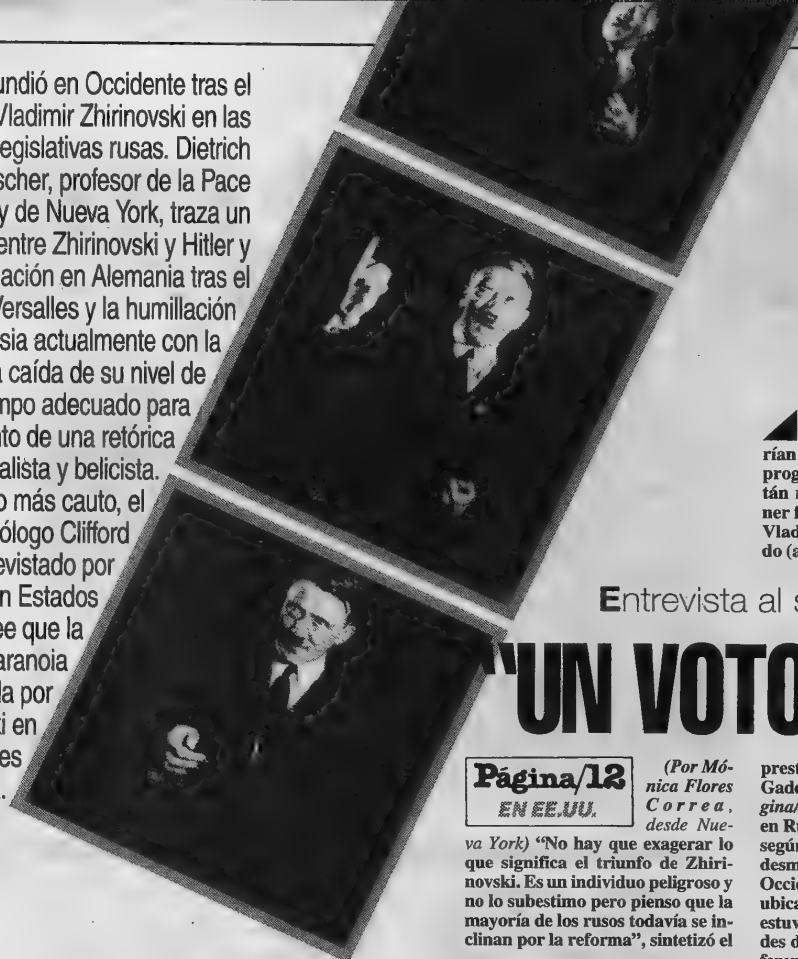 undió en Occidente tras el
Vladimir Zhirinovski en las
egislativas rusas. Dietrich
scher, profesor de la Pace
y de Nueva York, traza un
entre Zhirinovski y Hitler y
ación en Alemania tras el
Versalles y la humillación
sia actualmente con la
a caída de su nivel de
mpo adecuado para
to de una retórica
alista y belicista.
o más cauto, el
ólogo Clifford
evistado por
n Estados
ee que la
aranoia
la por
ki en
es
rían
prog
tán
ner f
Vlad
do (a
Entrevista al s
"UN VOTO
Página/12
EN EE.UU.
(Por Mó-
nica Flores
Correa,
desde Nue-
va York) “No hay que exagerar lo
que significa el triunfo de Zhiri-
novski. Es un individuo peligroso y
no lo subestimo pero pienso que la
mayoría de los rusos todavía se in-
clinan por la reforma”, sintetizó el
prest
Gade
gina/
en Ru
según
desm
Occid
ubica
estuv
des d